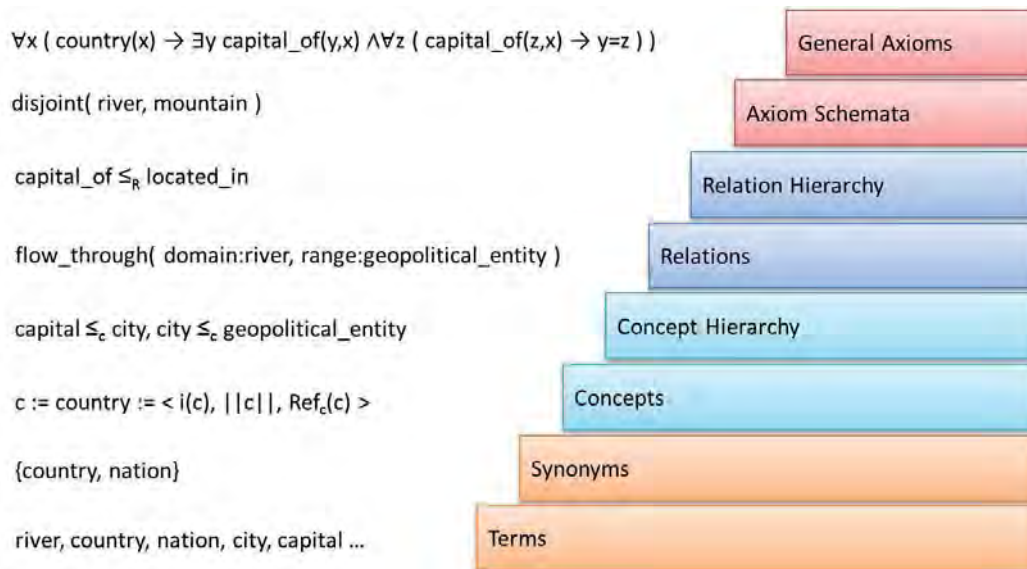 ∀x ( country(x) → ∃y capital_of(y,x) ∧∀z ( capital_of(z,x) → y=z ) )
General Axioms
disjoint( river, mountain )
Axiom Schemata
capital_of ≤R located_in
Relation Hierarchy
flow_through( domain:river, range:geopolitical_entity )
Relations
capital ≤c city, city ≤c geopolitical_entity
Concept Hierarchy
c := country := < i(c), ||c||, Refc(c) >
Concepts
{country, nation}
Synonyms
river, country, nation, city, capital ...
Terms